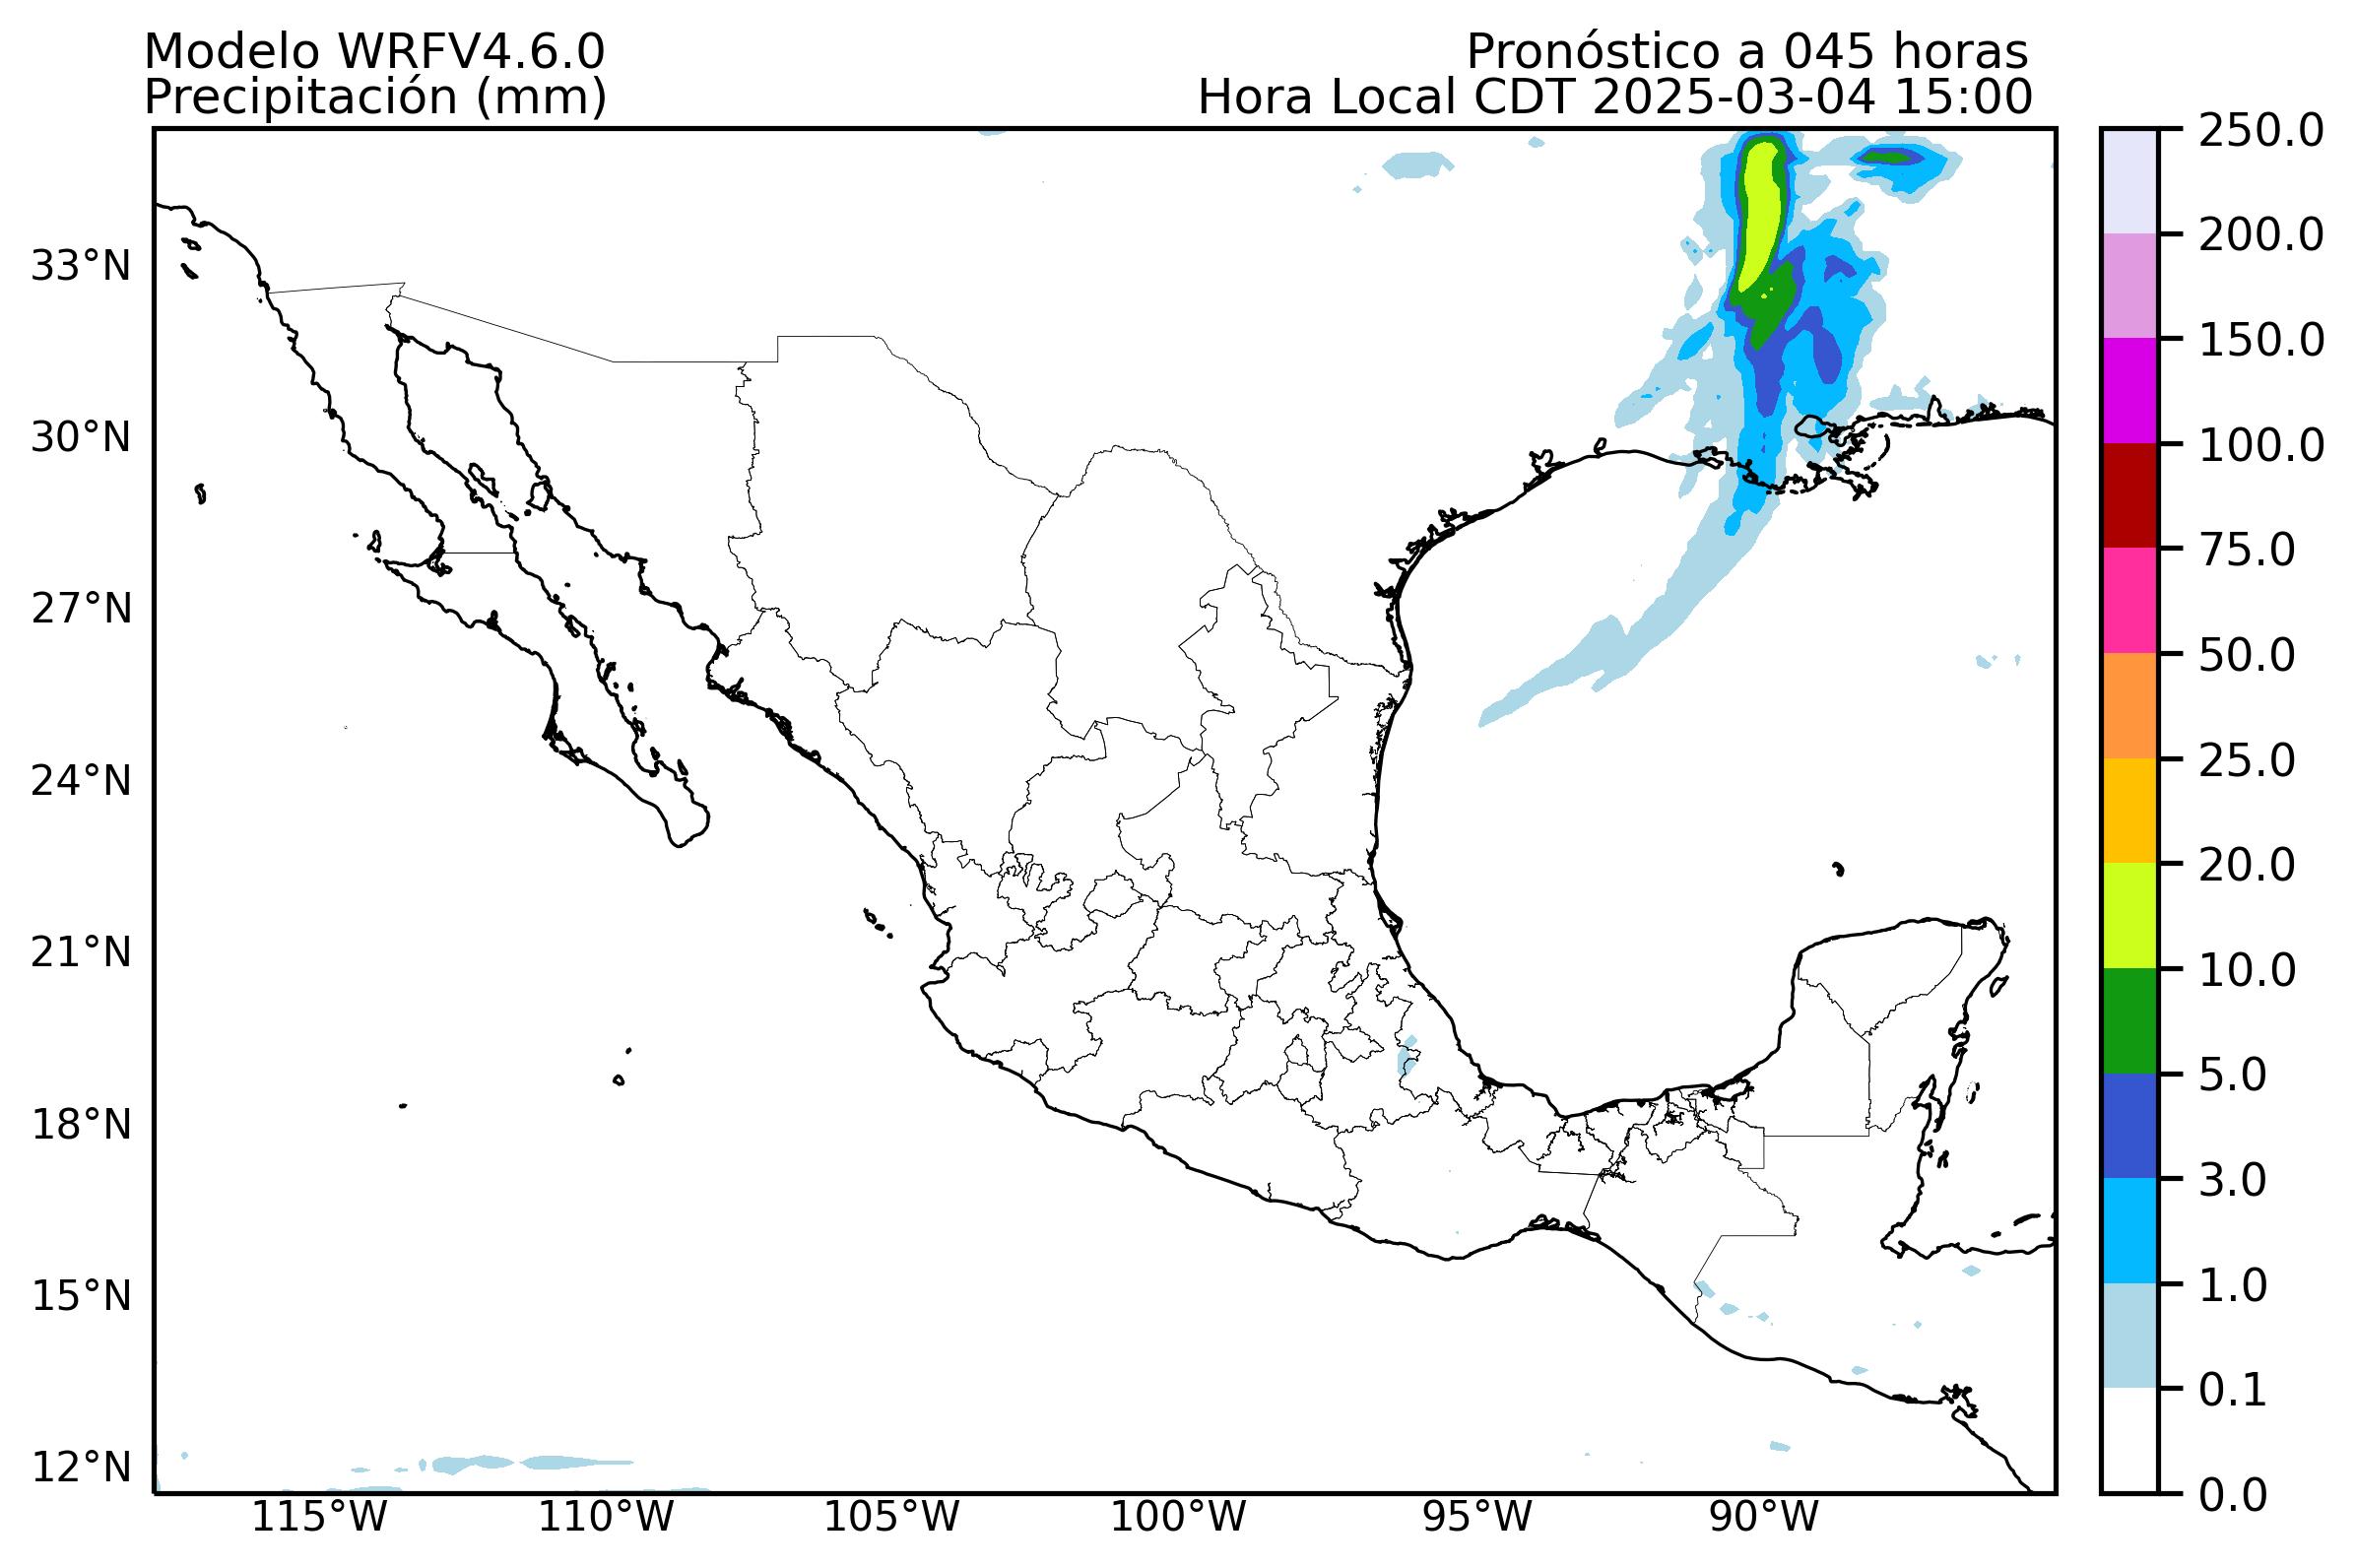 Modelo WRFV4.6.0
Pronóstico a 045 horas
Precipitación (mm)
Hora Local CDT 2025-03-04 15:00
33°N
30°N
27°N
24°N
21°N
18°N
15°N
12°N
115°W
110°W
105°W
100°W
95°W
90°W
250.0
200.0
150.0
100.0
75.0
50.0
25.0
20.0
10.0
5.0
3.0
1.0
0.1
0.0